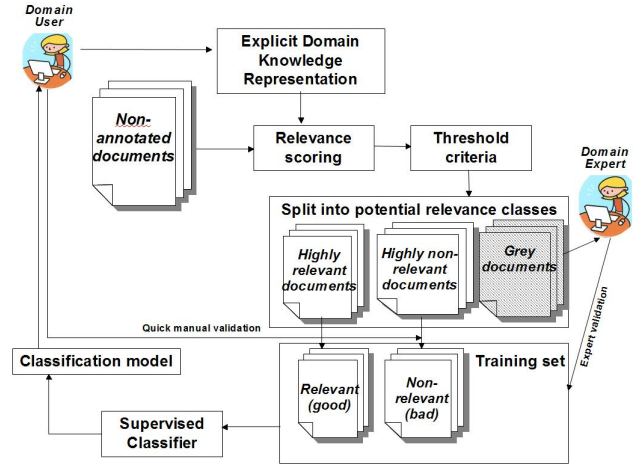 Domain
User
Explicit Domain
Knowledge
Representation
Non-
annotated
documents
Relevance
scoring
Threshold
criteria
Domain
Expert
Split into potential relevance classes
Highly
relevant
documents
Highly non-
relevant
documents
Grey
documents
Quick manual validation
Expert validation
Classification model
Training set
Relevant
(good)
Non-
relevant
(bad)
Supervised
Classifier